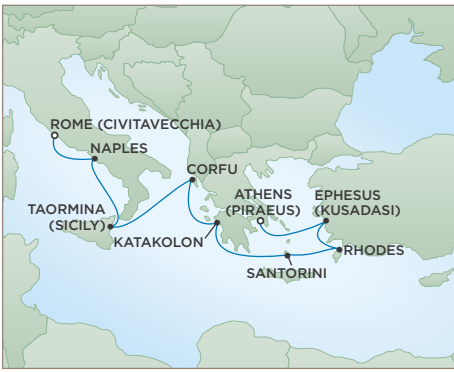 ROME (CIVITAVECCHIA)
NAPLES
CORFU
ATHENS
(PIRAEUS)
EPHESUS
(KUSADASI)
TAORMINA
(SICILY)
KATAKOLON
RHODES
SANTORINI